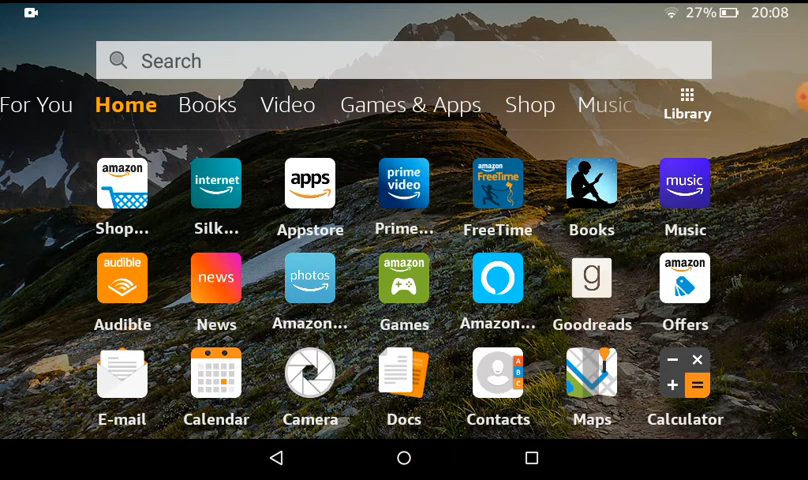 27% 20:08
Search
For You Home Books Video Games & Apps Shop Music Library
amazon internet apps prime video amazon FreeTime music
Shop... Silk... Appstore Prime... FreeTime Books Music
audible news photos amazon g amazon
Audible News Amazon... Games Amazon... Goodreads Offers
A B C − × + =
E-mail Calendar Camera Docs Contacts Maps Calculator